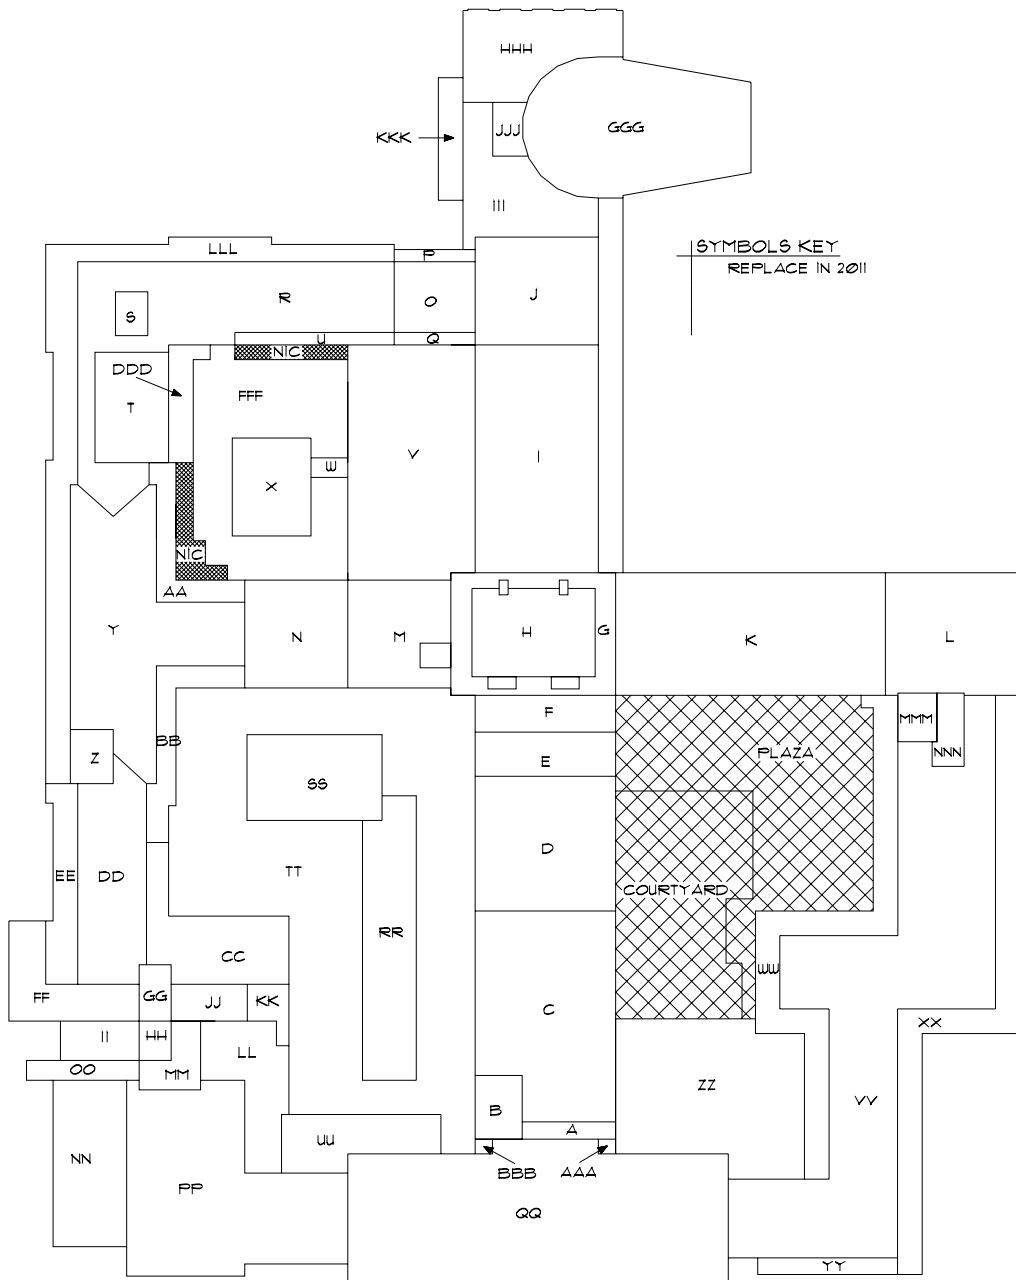 HHH
GGG
JJJ
KKK
III
LLL
P
SYMBOLS KEY
REPLACE IN 2011
R
O
J
S
U
Q
NIC
DDD
T
FFF
V
I
W
X
NIC
AA
Y
N
M
H
G
K
L
F
MMM
BB
Z
E
PLAZA
NNN
SS
D
TT
EE
DD
COURTYARD
RR
CC
WW
FF
GG
JJ
KK
C
XX
II
HH
LL
OO
MM
ZZ
VV
B
A
UU
NN
PP
BBB
AAA
QQ
YY